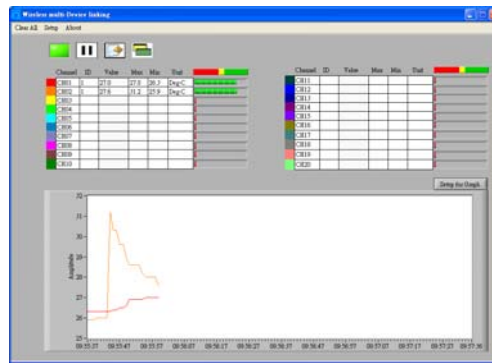 Wireless multi-Device linking
Clear All Setup About
Channel ID Value Max Min Unit
CH01 1 27.0 27.0 26.3 Deg-C
CH02 1 27.6 31.2 25.9 Deg-C
CH03
CH04
CH05
CH06
CH07
CH08
CH09
CH10
Channel ID Value Max Min Unit
CH11
CH12
CH13
CH14
CH15
CH16
CH17
CH18
CH19
CH20
Setup the Graph
Amplitude
32
31
30
29
28
27
26
25
09:55:37 09:55:47 09:55:57 09:56:07 09:56:17 09:56:27 09:56:37 09:56:47 09:56:57 09:57:07 09:57:17 09:57:27 09:57:36